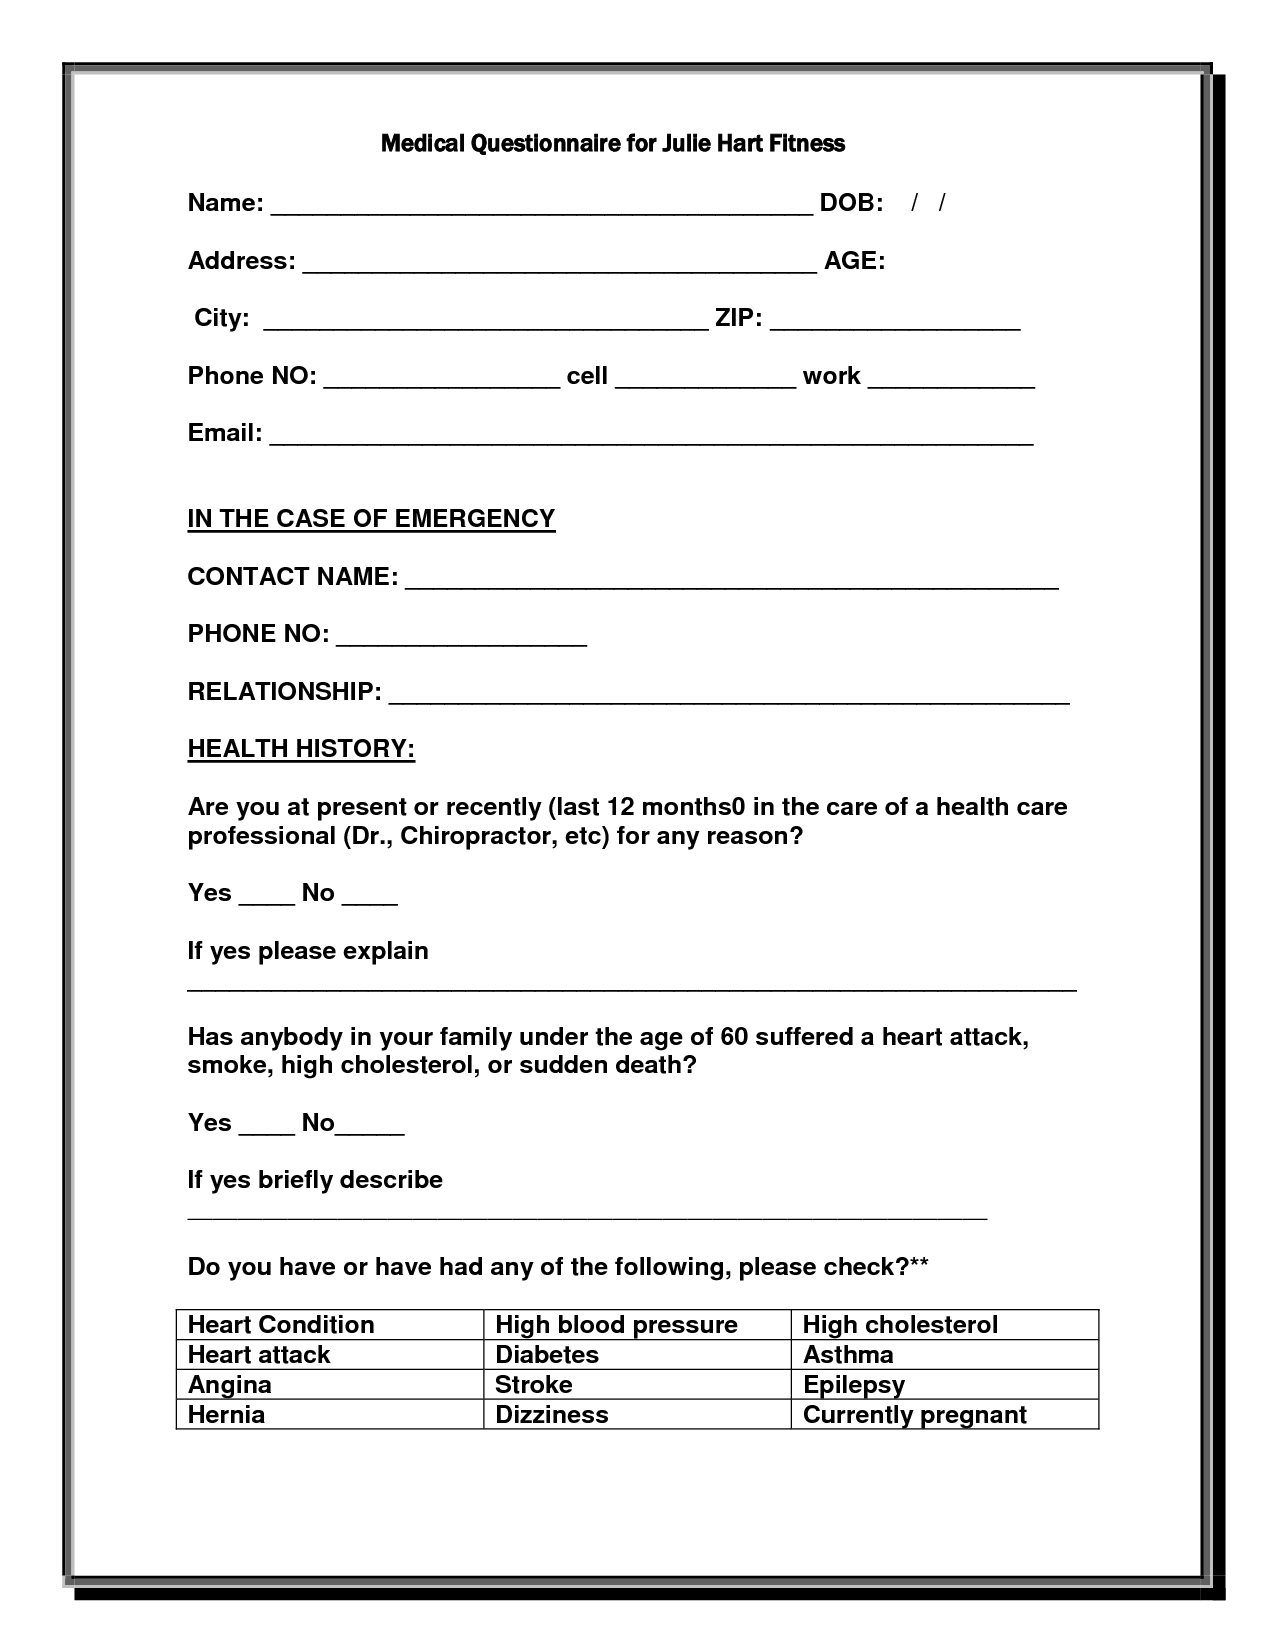 Medical Questionnaire for Julie Hart Fitness
Name: _______________________________________ DOB: / /
Address: _____________________________________ AGE:
City: ________________________________ ZIP: __________________
Phone NO: _________________ cell _____________ work ____________
Email: _______________________________________________________
IN THE CASE OF EMERGENCY
CONTACT NAME: _______________________________________________
PHONE NO: __________________
RELATIONSHIP: _________________________________________________
HEALTH HISTORY:
Are you at present or recently (last 12 months0 in the care of a health care
professional (Dr., Chiropractor, etc) for any reason?
Yes ____ No ____
If yes please explain
________________________________________________________________
Has anybody in your family under the age of 60 suffered a heart attack,
smoke, high cholesterol, or sudden death?
Yes ____ No_____
If yes briefly describe
________________________________________________________________
Do you have or have had any of the following, please check?**
Heart Condition High blood pressure High cholesterol
Heart attack Diabetes Asthma
Angina Stroke Epilepsy
Hernia Dizziness Currently pregnant